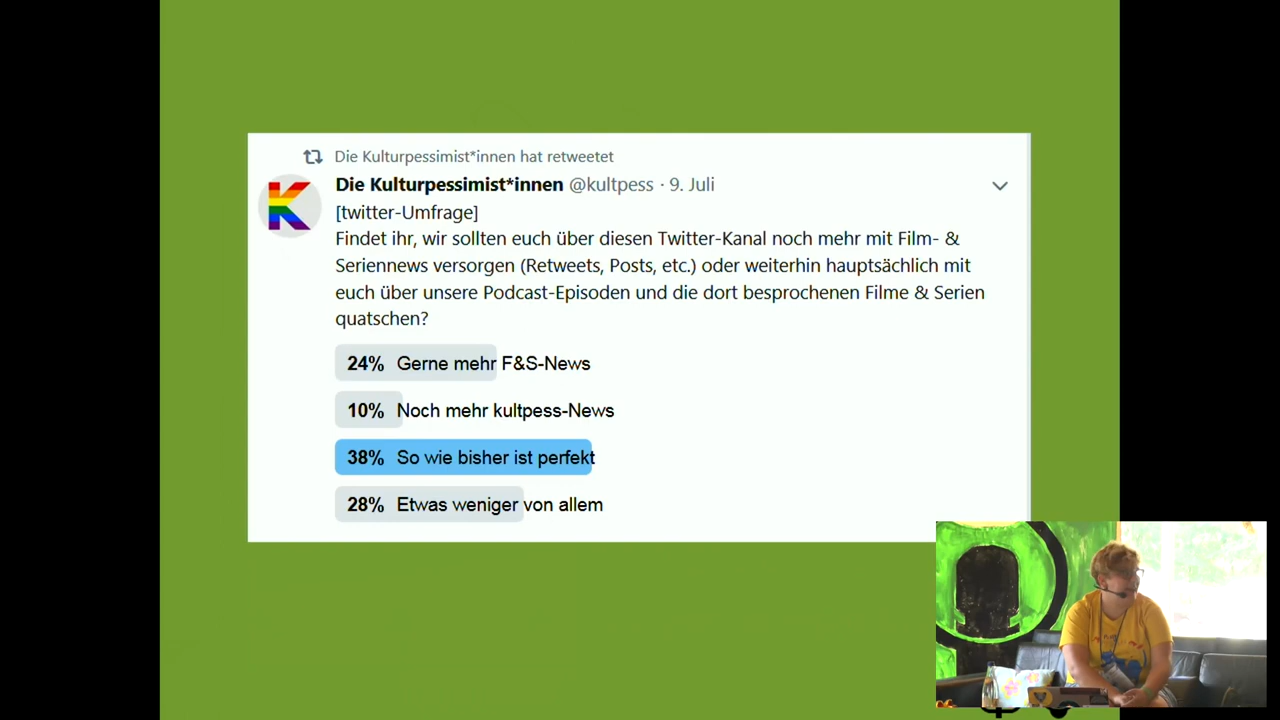 Die Kulturpessimist*innen hat retweetet
Die Kulturpessimist*innen @kultpess · 9. Juli
[twitter-Umfrage]
Findet ihr, wir sollten euch über diesen Twitter-Kanal noch mehr mit Film- &
Seriennews versorgen (Retweets, Posts, etc.) oder weiterhin hauptsächlich mit
euch über unsere Podcast-Episoden und die dort besprochenen Filme & Serien
quatschen?
24% Gerne mehr F&S-News
10% Noch mehr kultpess-News
38% So wie bisher ist perfekt
28% Etwas weniger von allem